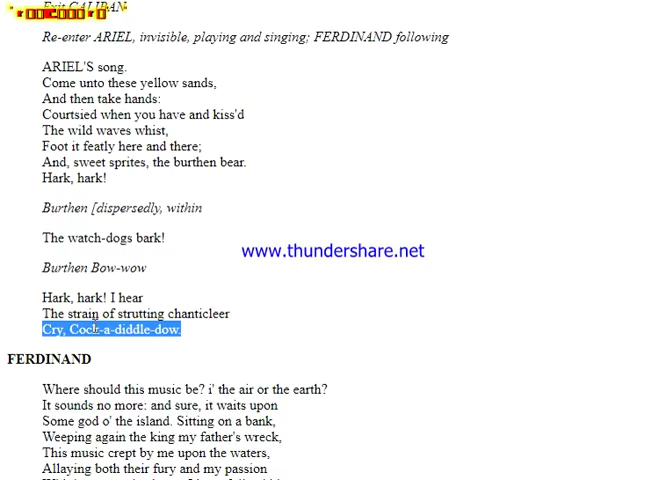 Exit CALIBAN
Re-enter ARIEL, invisible, playing and singing; FERDINAND following
ARIEL'S song.
Come unto these yellow sands,
And then take hands:
Courtsied when you have and kiss'd
The wild waves whist,
Foot it featly here and there;
And, sweet sprites, the burthen bear.
Hark, hark!
Burthen [dispersedly, within
The watch-dogs bark!
www.thundershare.net
Burthen Bow-wow
Hark, hark! I hear
The strain of strutting chanticleer
Cry, Cock-a-diddle-dow.
FERDINAND
Where should this music be? i' the air or the earth?
It sounds no more: and sure, it waits upon
Some god o' the island. Sitting on a bank,
Weeping again the king my father's wreck,
This music crept by me upon the waters,
Allaying both their fury and my passion